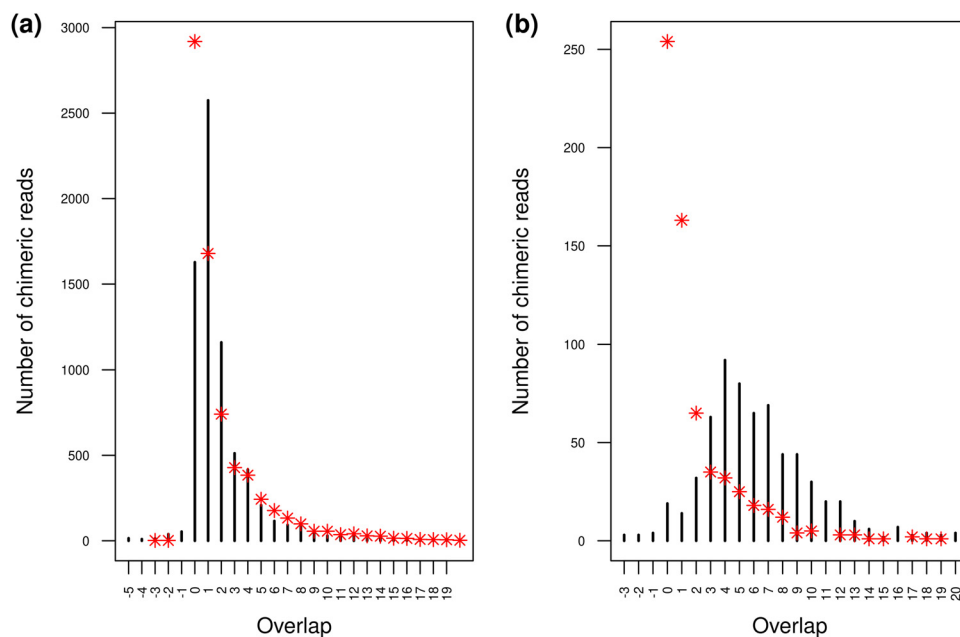 (a)
Number of chimeric reads
3000
2500
2000
1500
1000
500
0
-5 -4 -3 -2 -1 0 1 2 3 4 5 6 7 8 9 10 11 12 13 14 15 16 17 18 19
Overlap
(b)
Number of chimeric reads
250
200
150
100
50
0
-3 -2 -1 0 1 2 3 4 5 6 7 8 9 10 11 12 13 14 15 16 17 18 19 20
Overlap